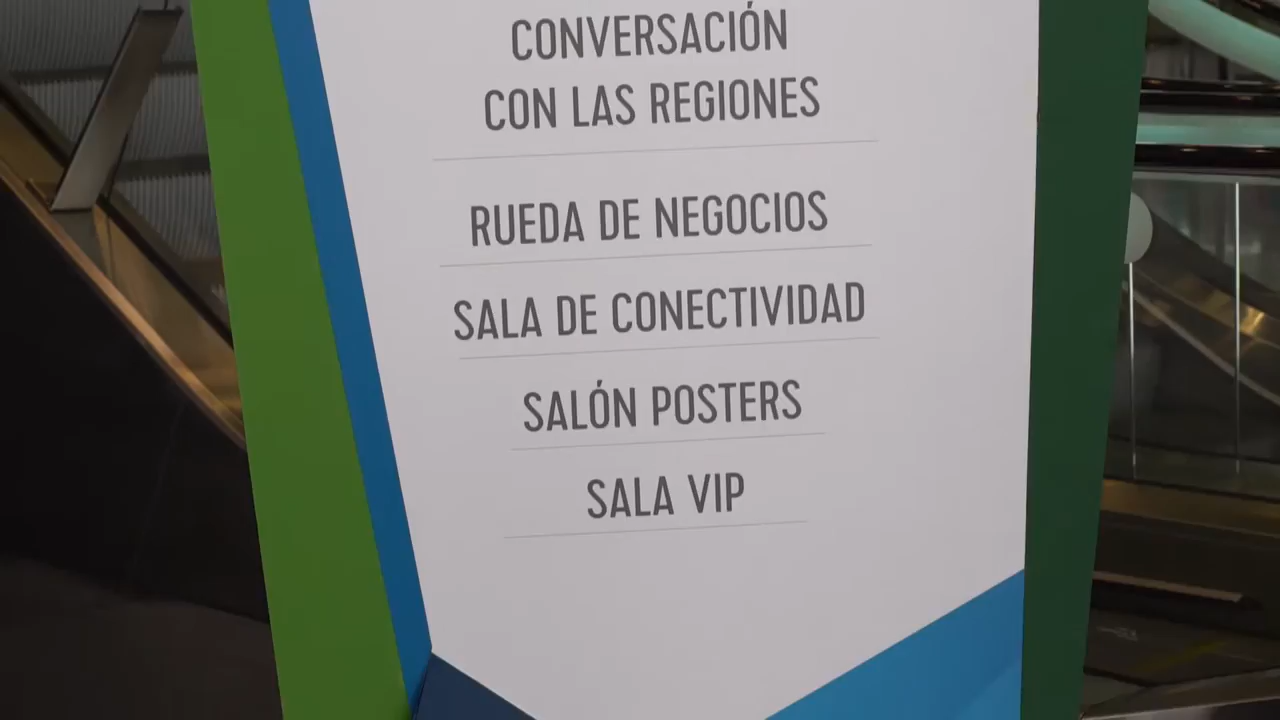 CONVERSACIÓN
CON LAS REGIONES
RUEDA DE NEGOCIOS
SALA DE CONECTIVIDAD
SALÓN POSTERS
SALA VIP